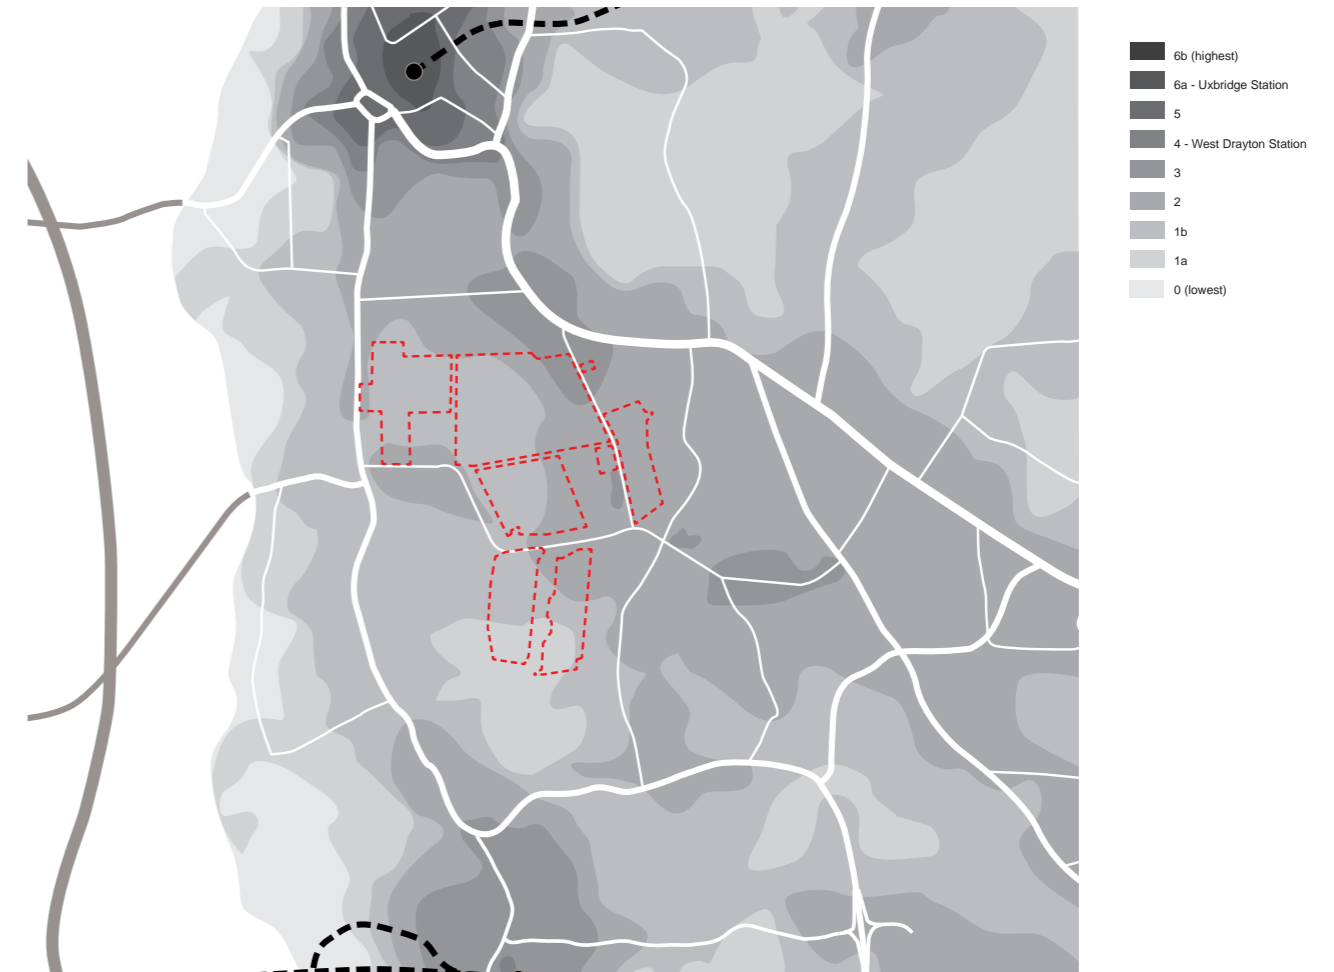 6b (highest)
6a - Uxbridge Station
5
4 - West Drayton Station
3
2
1b
1a
0 (lowest)